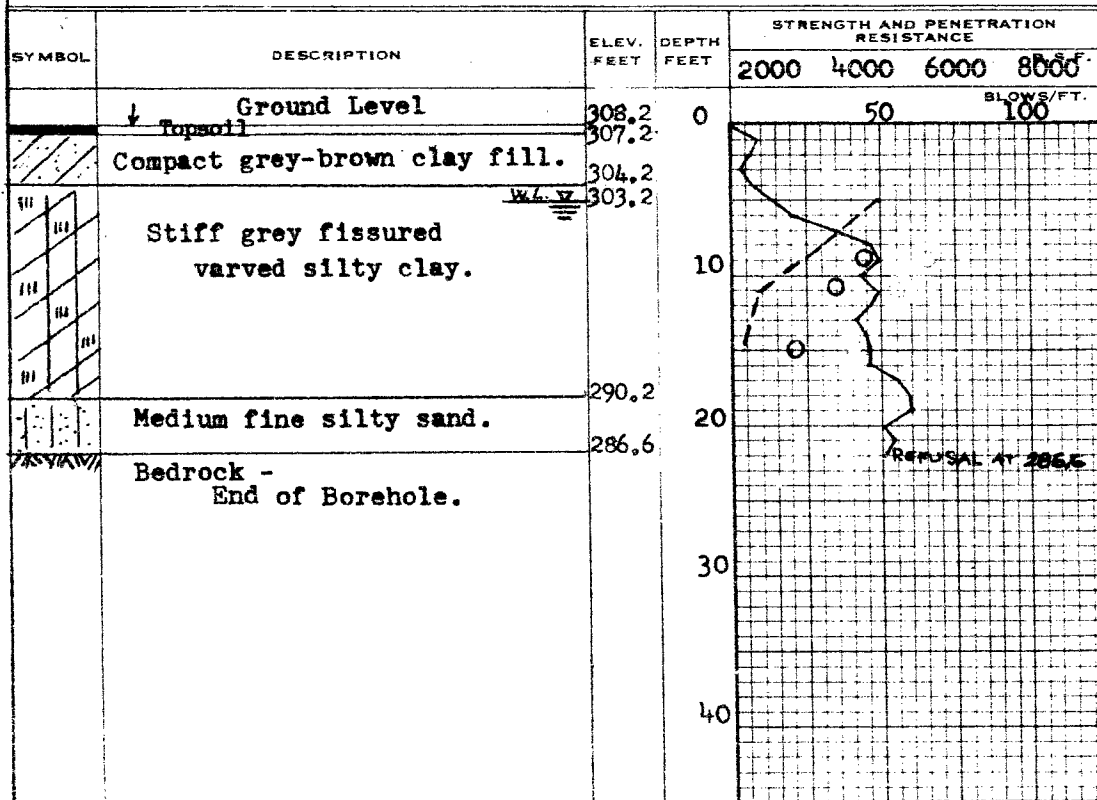 SYMBOL
DESCRIPTION
ELEV. FEET
DEPTH FEET
STRENGTH AND PENETRATION RESISTANCE
2000 4000 6000 8000
P.S.F.
BLOWS/FT.
50 100
Ground Level
308.2
0
Topsoil
307.2
Compact grey-brown clay fill.
304.2
W.L.
303.2
Stiff grey fissured
varved silty clay.
10
290.2
Medium fine silty sand.
20
286.6
REFUSAL AT 286.6
Bedrock -
End of Borehole.
30
40